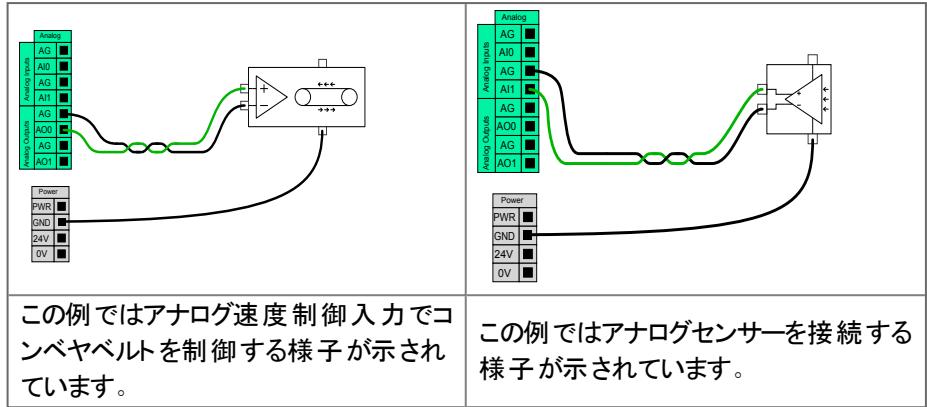 Analog
Analog Inputs
AG
AI0
AG
AI1
Analog Outputs
AG
AO0
AG
AO1
Power
PWR
GND
24V
0V
+
−
←←←
→→→
この例ではアナログ速度制御入力でコ
ンベヤベルトを制御する様子が示され
ています。
Analog
Analog Inputs
AG
AI0
AG
AI1
Analog Outputs
AG
AO0
AG
AO1
Power
PWR
GND
24V
0V
+
-
この例ではアナログセンサーを接続する
様子が示されています。